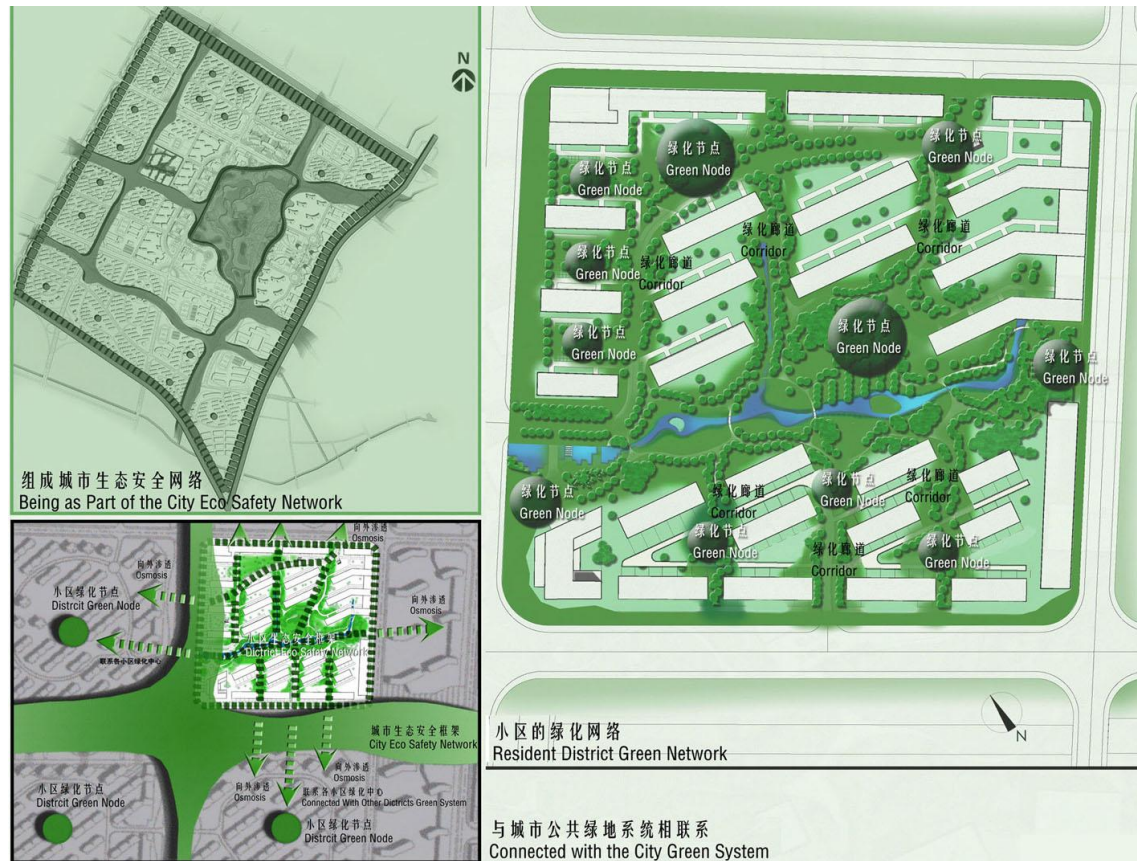 N
组成城市生态安全网络
Being as Part of the City Eco Safety Network
向外渗透
Osmosis
向外渗透
Osmosis
小区绿化节点
Distrcit Green Node
向外渗透
Osmosis
小区生态安全框架
District Eco Safety Network
联系各小区绿化中心
城市生态安全框架
City Eco Safety Network
向外渗透
Osmosis
向外渗透
Osmosis
联系各小区绿化中心
Connected With Other Districts Green System
小区绿化节点
Distrcit Green Node
小区绿化节点
Distrcit Green Node
绿化节点
Green Node
绿化节点
Green Node
绿化节点
Green Node
绿化廊道
Corridor
绿化廊道
Corridor
绿化廊道
Corridor
绿化节点
Green Node
绿化节点
Green Node
绿化节点
Green Node
绿化节点
Green Node
绿化节点
Green Node
绿化廊道
Corridor
绿化节点
Green Node
绿化廊道
Corridor
绿化节点
Green Node
绿化廊道
Corridor
绿化节点
Green Node
N
小区的绿化网络
Resident District Green Network
与城市公共绿地系统相联系
Connected with the City Green System